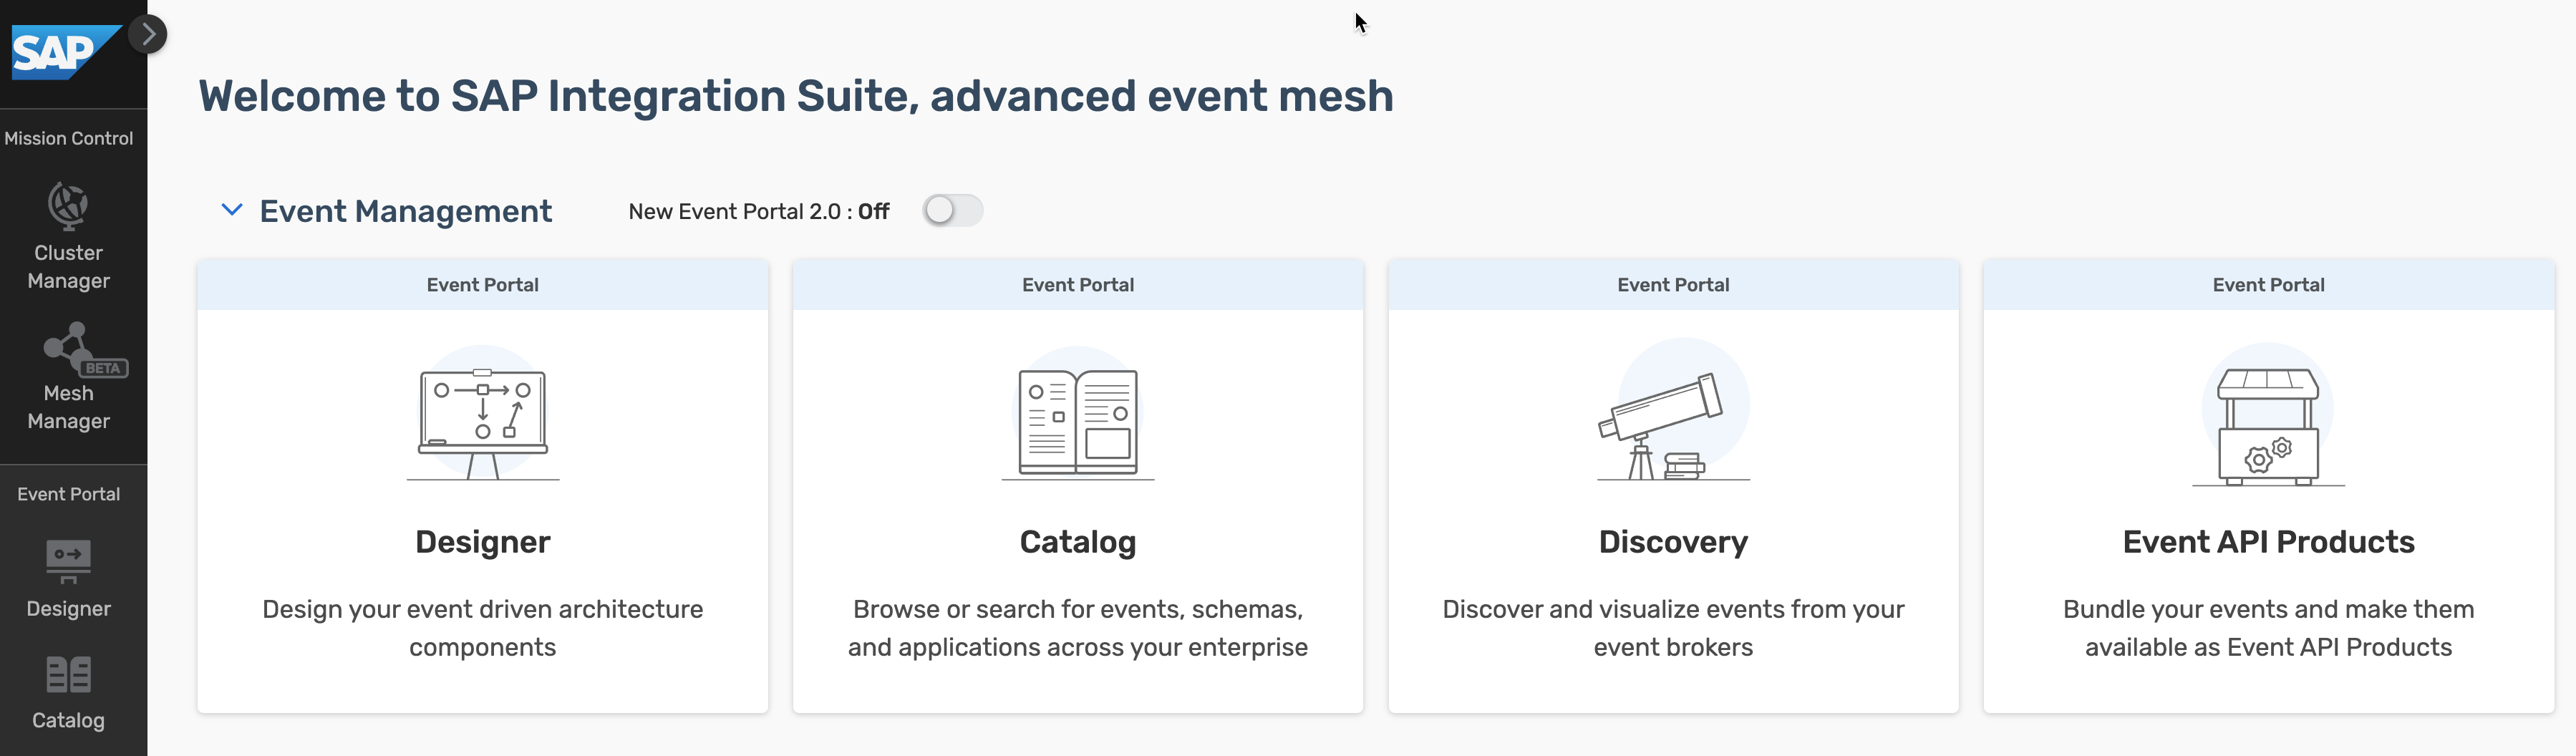 SAP
Welcome to SAP Integration Suite, advanced event mesh
Mission Control
Cluster
Manager
BETA
Mesh
Manager
Event Portal
Designer
Catalog
Event Management
New Event Portal 2.0 : Off
Event Portal
Designer
Design your event driven architecture
components
Event Portal
Catalog
Browse or search for events, schemas,
and applications across your enterprise
Event Portal
Discovery
Discover and visualize events from your
event brokers
Event Portal
Event API Products
Bundle your events and make them
available as Event API Products